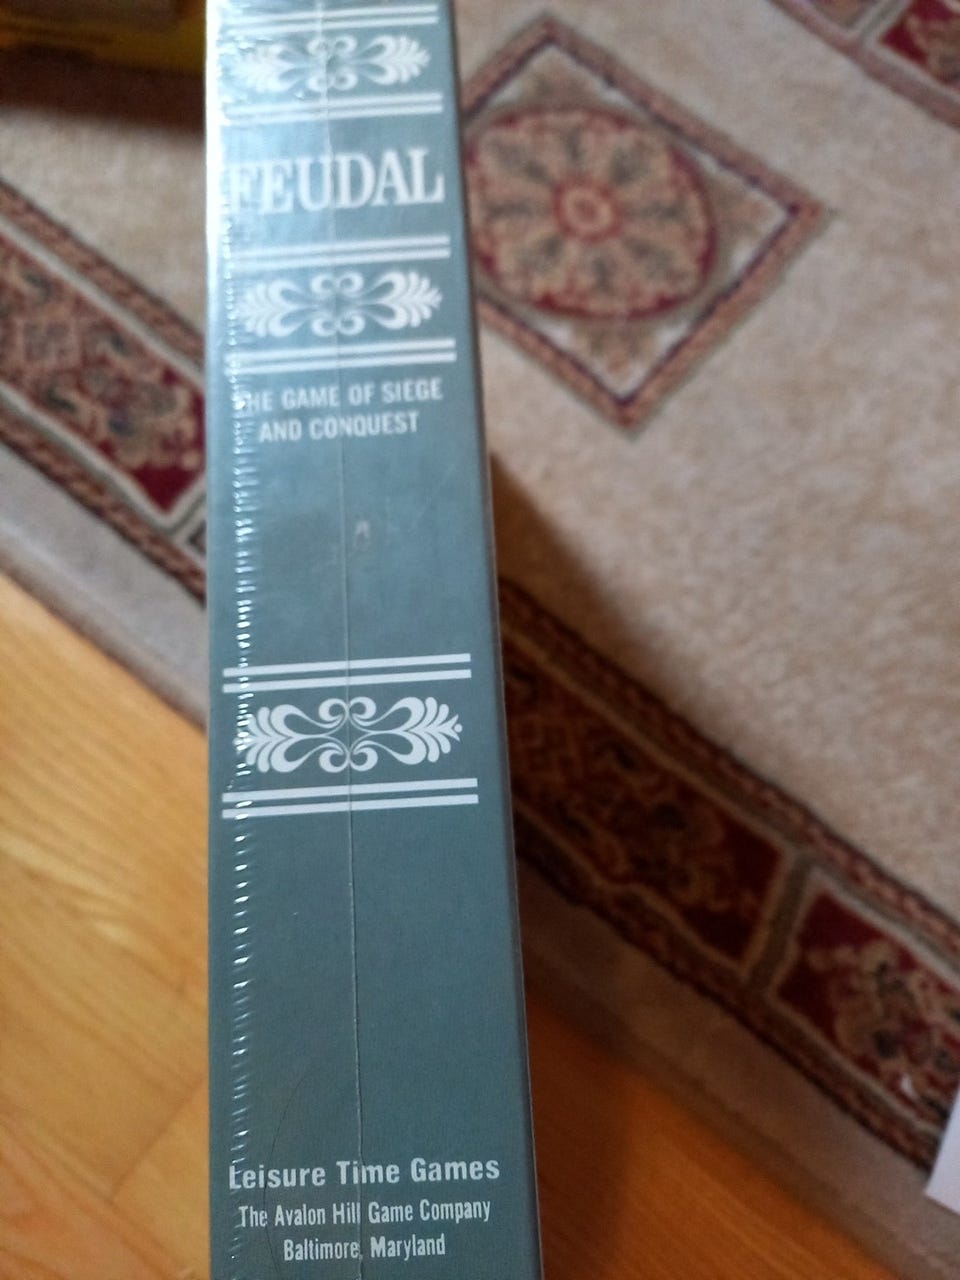 FEUDAL
THE GAME OF SIEGE
AND CONQUEST
Leisure Time Games
The Avalon Hill Game Company
Baltimore, Maryland